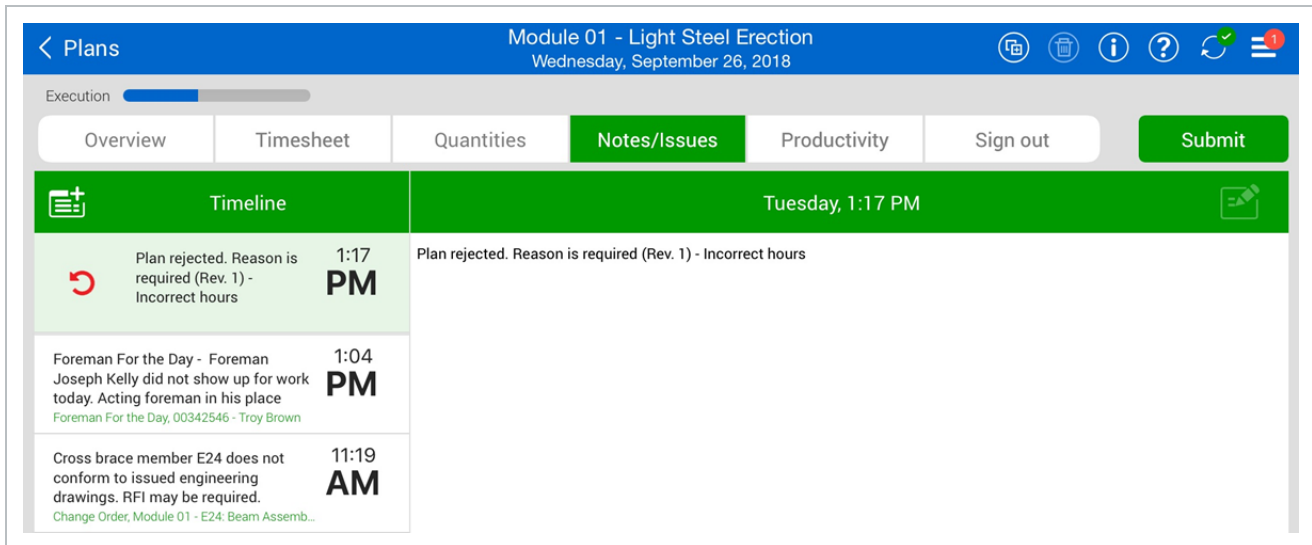 Plans
Module 01 - Light Steel Erection
Wednesday, September 26, 2018
1
Execution
Overview
Timesheet
Quantities
Notes/Issues
Productivity
Sign out
Submit
Timeline
Tuesday, 1:17 PM
Plan rejected. Reason is
required (Rev. 1) -
Incorrect hours
1:17
PM
Plan rejected. Reason is required (Rev. 1) - Incorrect hours
Foreman For the Day - Foreman
Joseph Kelly did not show up for work
today. Acting foreman in his place
Foreman For the Day, 00342546 - Troy Brown
1:04
PM
Cross brace member E24 does not
conform to issued engineering
drawings. RFI may be required.
Change Order, Module 01 - E24: Beam Assemb...
11:19
AM